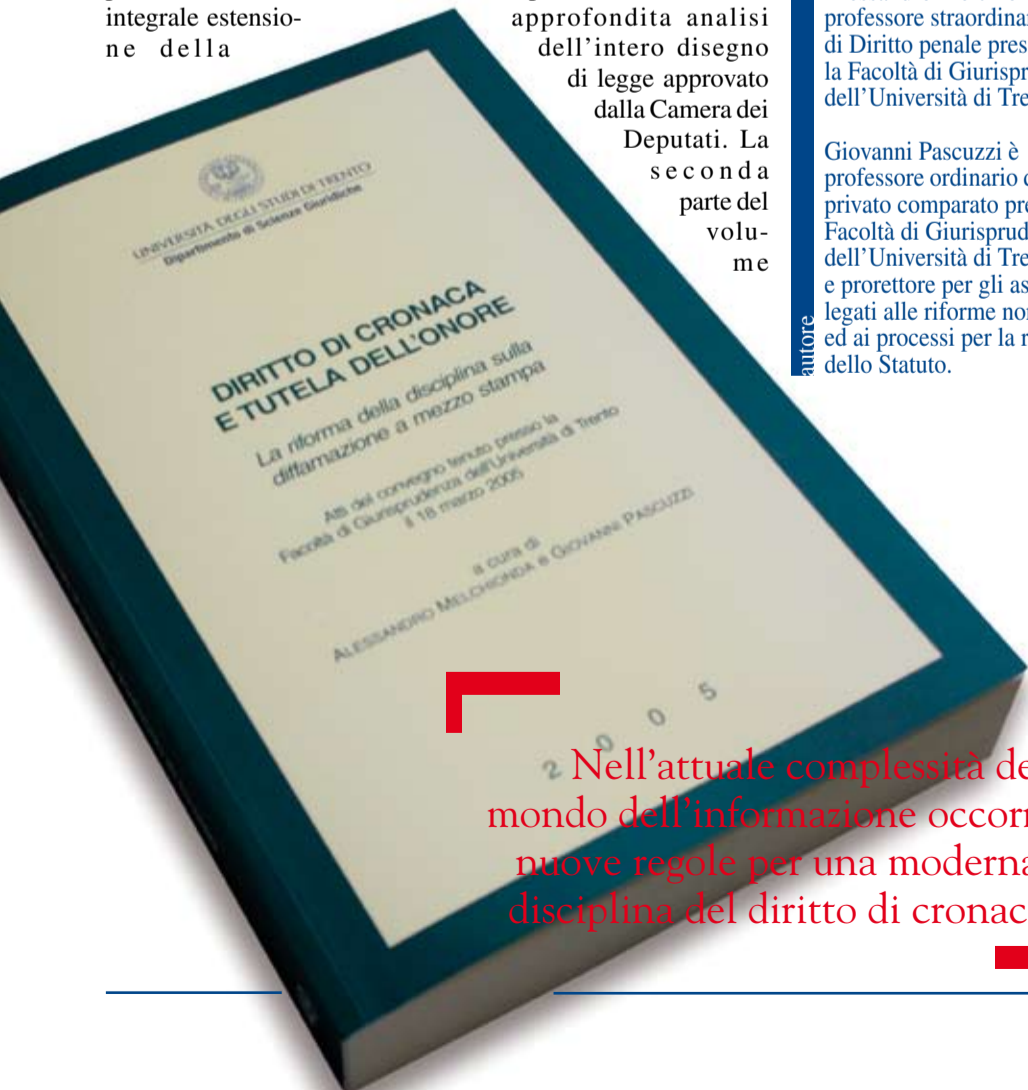 integrale estensio-
ne della
approfondita analisi
dell'intero disegno
di legge approvato
dalla Camera dei
Deputati. La
seconda
parte del
volu-
me
professore straordinar
di Diritto penale pres
la Facoltà di Giurispr
dell'Università di Tre
Giovanni Pascuzzi è
professore ordinario
privato comparato pre
Facoltà di Giurisprud
dell'Università di Tre
e prorettore per gli as
legati alle riforme no
ed ai processi per la r
dello Statuto.
autore
UNIVERSITÀ DEGLI STUDI DI TRENTO
Dipartimento di Scienze Giuridiche
DIRITTO DI CRONACA
E TUTELA DELL'ONORE
La riforma della disciplina sulla
diffamazione a mezzo stampa
Atti del convegno tenuto presso la
Facoltà di Giurisprudenza dell'Università di Trento
il 18 marzo 2005
a cura di
ALESSANDRO MELCHIONDA e GIOVANNI PASCUZZI
2005
Nell'attuale complessità de
mondo dell'informazione occorr
nuove regole per una moderna
disciplina del diritto di cronac